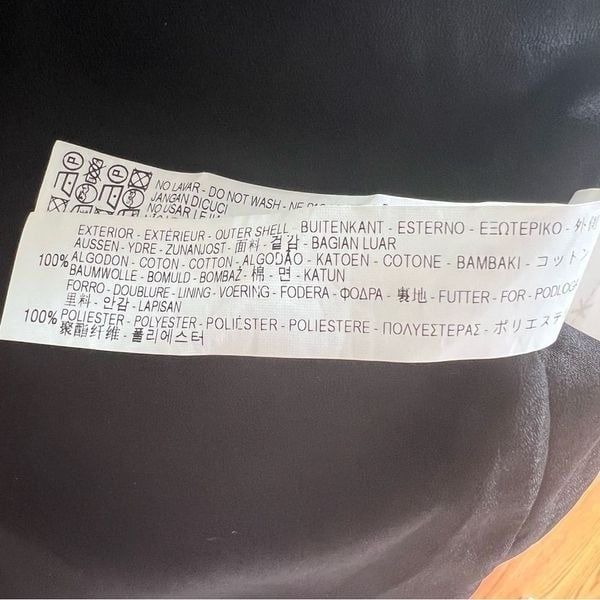 NO LAVAR - DO NOT WASH - NE PAS
JANGAN DICUCI
NO USAR
EXTERIOR - EXTÉRIEUR - OUTER SHELL - BUITENKANT - ESTERNO - ΕΞΩΤΕΡΙΚΟ - 外側
AUSSEN - YDRE - ZUNANJOST - 面料 - 겉감 - BAGIAN LUAR
100% ALGODON - COTON - COTTON - ALGODÃO - KATOEN - COTONE - BAMBAKI - コットン
BAUMWOLLE - BOMULD - BOMBAŽ - 棉 - 면 - KATUN
FORRO - DOUBLURE - LINING - VOERING - FODERA - ΦΟΔΡΑ - 裏地 - FUTTER - FOR - PODLOGA
里料 - 안감 - LAPISAN
100% POLIESTER - POLYESTER - POLIÉSTER - POLIESTERE - ΠΟΛΥΕΣΤΕΡΑΣ - ポリエステ
聚酯纤维 - 폴리에스터